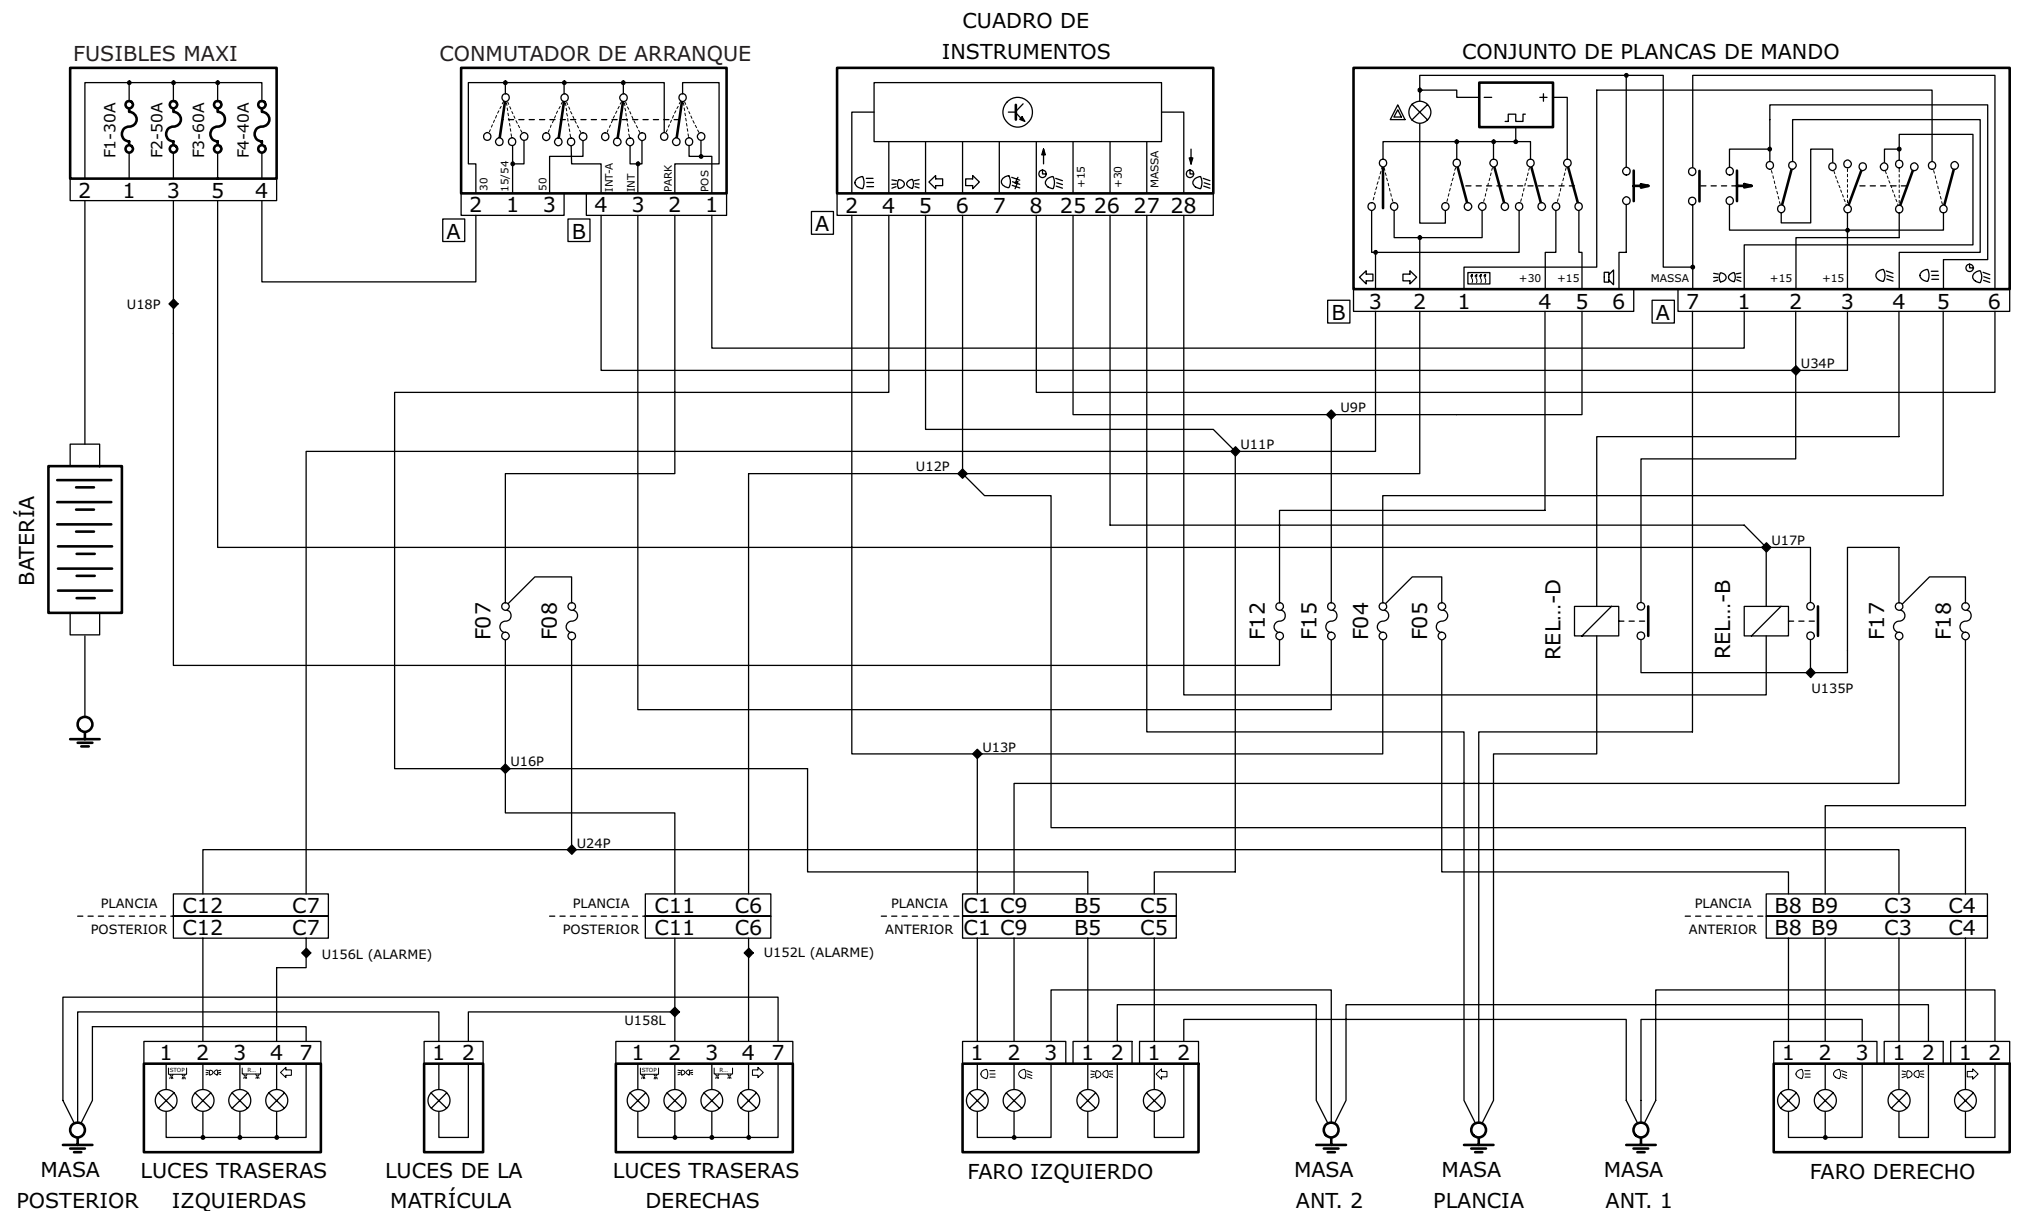 CUADRO DE
INSTRUMENTOS
FUSIBLES MAXI
CONMUTADOR DE ARRANQUE
CONJUNTO DE PLANCAS DE MANDO
F1-30A
F2-50A
F3-60A
F4-40A
2 1 3 5 4
30
15/54
50
INT-A
INT
PARK
POS
A
2 1 3
B
4 3 2 1
+15
+30
MASSA
A
2 4 5 6 7 8 25 26 27 28
- +
+30 +15
MASSA
+15 +15
B
3 2 1 4 5 6
A
7 1 2 3 4 5 6
U18P
U34P
U9P
U11P
U12P
U17P
BATERÍA
F07
F08
F12
F15
F04
F05
REL...-D
REL...-B
F17
F18
U135P
U13P
U16P
U24P
PLANCIA
POSTERIOR
C12 C7
C12 C7
PLANCIA
POSTERIOR
C11 C6
C11 C6
PLANCIA
ANTERIOR
C1 C9 B5 C5
C1 C9 B5 C5
PLANCIA
ANTERIOR
B8 B9 C3 C4
B8 B9 C3 C4
U156L (ALARME)
U152L (ALARME)
U158L
1 2 3 4 7
STOP
R...
1 2
1 2 3 4 7
STOP
R...
1 2 3 1 2 1 2
1 2 3 1 2 1 2
MASA
POSTERIOR
LUCES TRASERAS
IZQUIERDAS
LUCES DE LA
MATRÍCULA
LUCES TRASERAS
DERECHAS
FARO IZQUIERDO
MASA
ANT. 2
MASA
PLANCIA
MASA
ANT. 1
FARO DERECHO